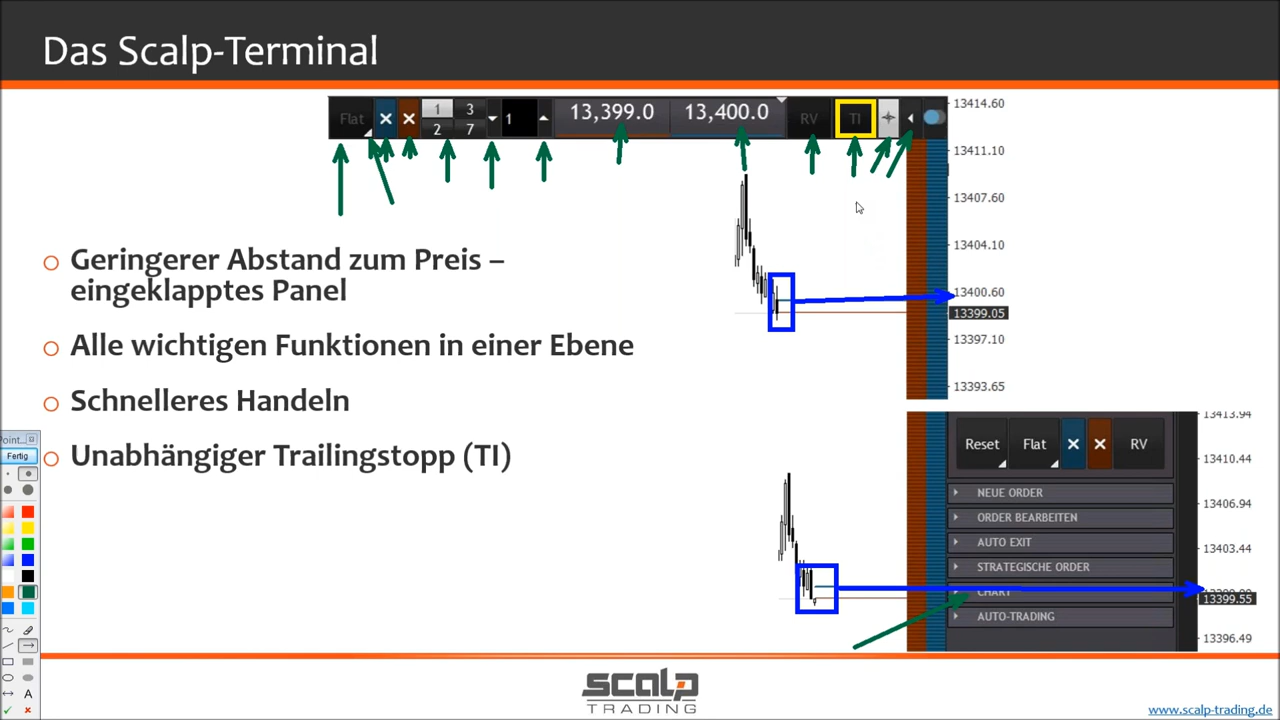 Das Scalp-Terminal
Flat
1
3
2
7
1
13,399.0
13,400.0
RV
TI
13414.60
13411.10
13407.60
13404.10
13400.60
13399.05
13397.10
13393.65
Geringerer Abstand zum Preis –
eingeklapptes Panel
Alle wichtigen Funktionen in einer Ebene
Schnelleres Handeln
Unabhängiger Trailingstopp (TI)
Point...
Fertig
A
Reset
Flat
RV
NEUE ORDER
ORDER BEARBEITEN
AUTO EXIT
STRATEGISCHE ORDER
CHART
AUTO-TRADING
13413.94
13410.44
13406.94
13403.44
13399.55
13396.49
scalp
TRADING
www.scalp-trading.de